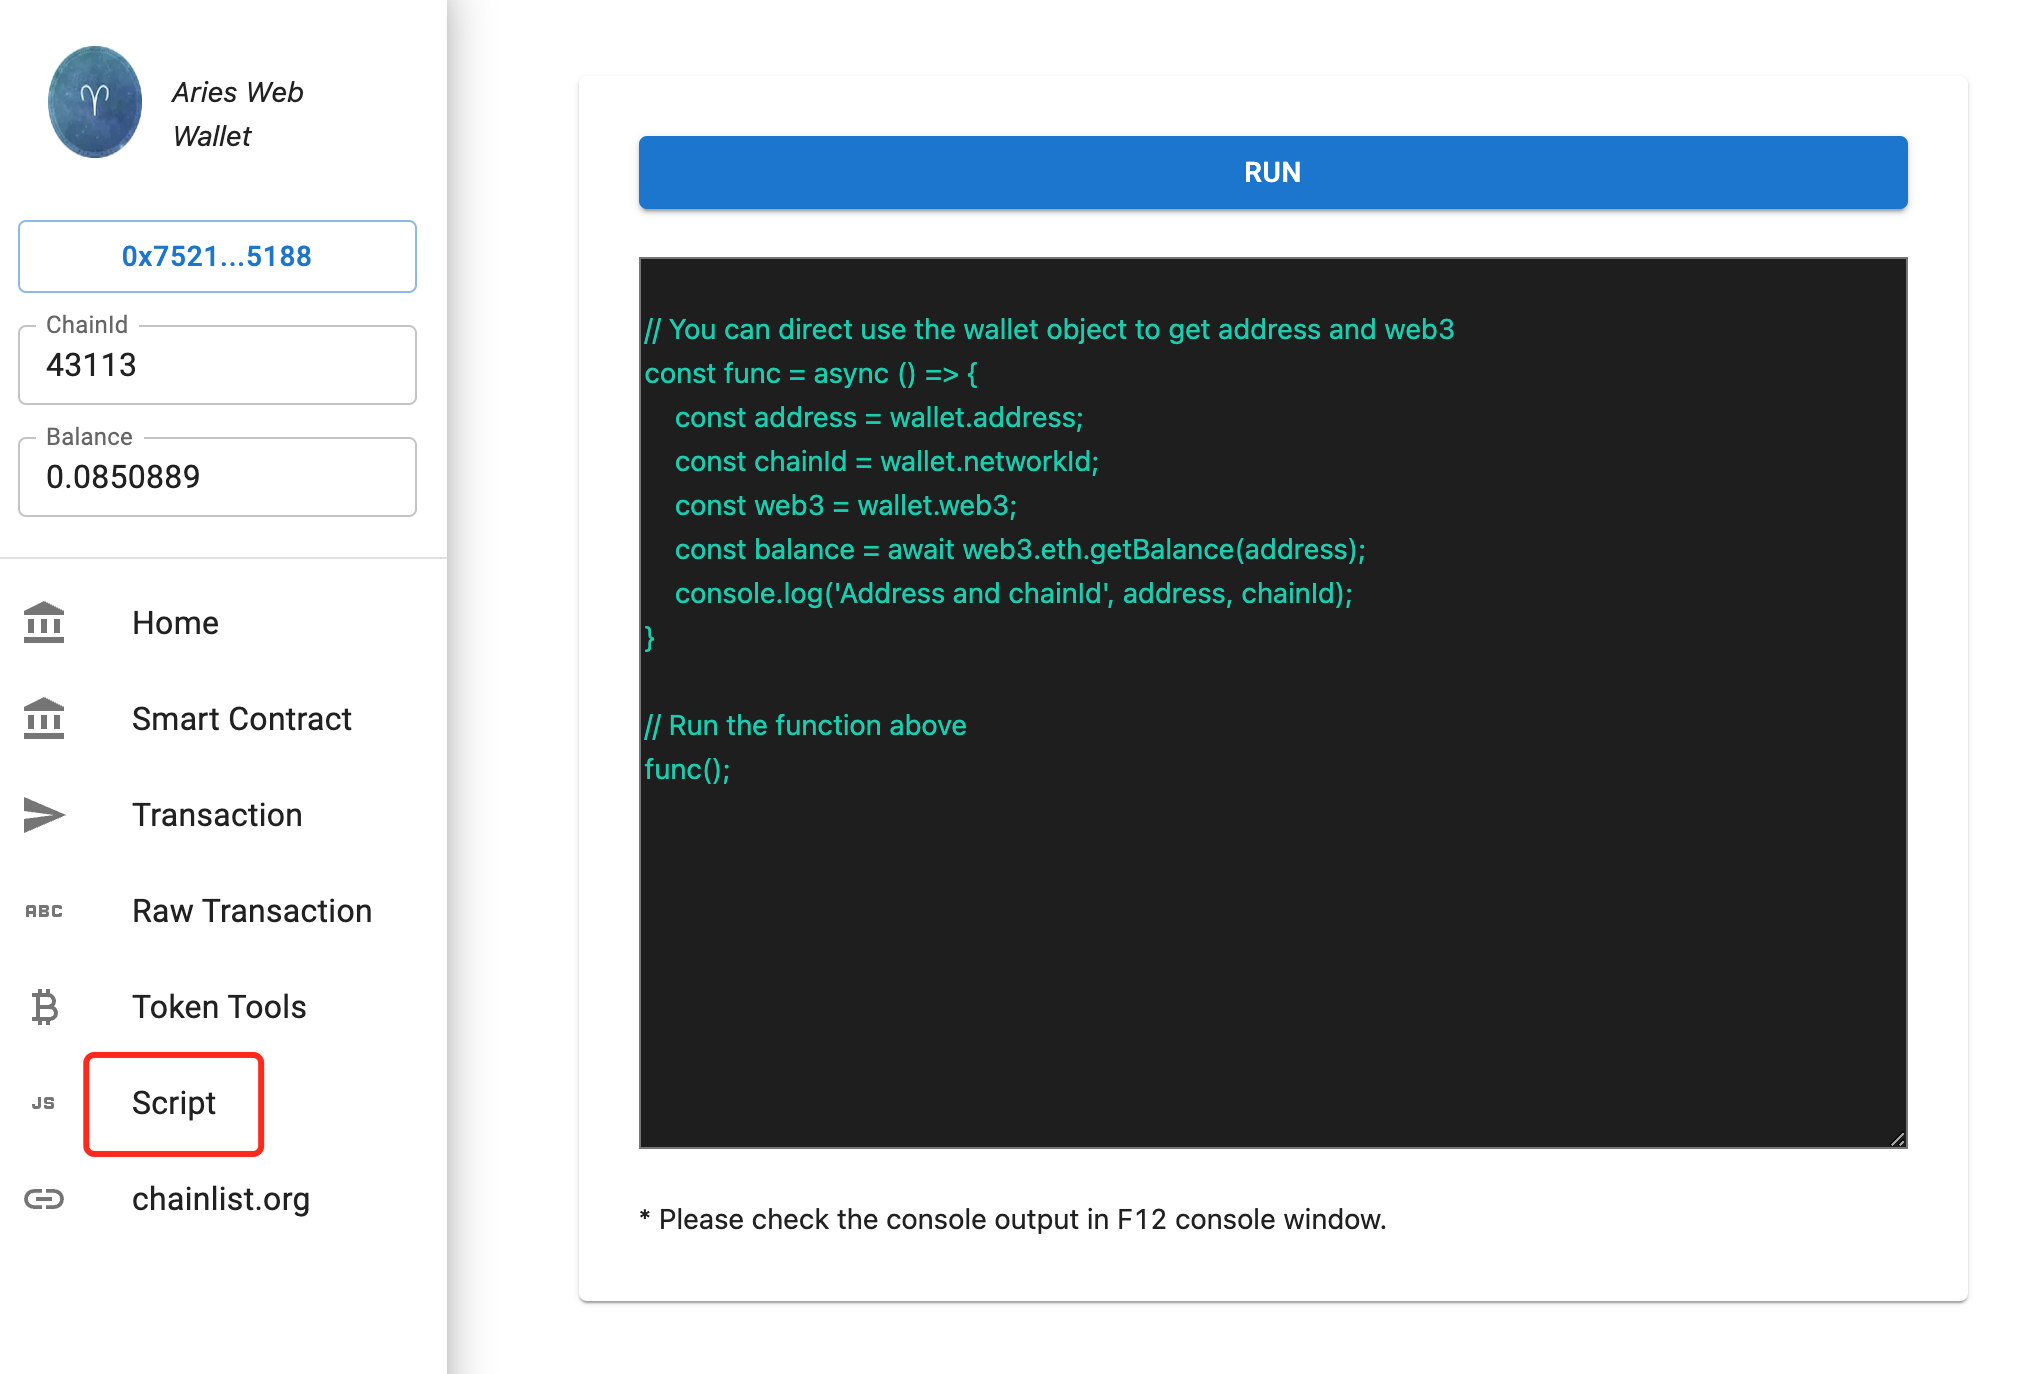 Aries Web
Wallet
0x7521...5188
ChainId
43113
Balance
0.0850889
Home
Smart Contract
Transaction
ABC
Raw Transaction
Token Tools
JS
Script
chainlist.org
RUN
// You can direct use the wallet object to get address and web3
const func = async () => {
    const address = wallet.address;
    const chainId = wallet.networkId;
    const web3 = wallet.web3;
    const balance = await web3.eth.getBalance(address);
    console.log('Address and chainId', address, chainId);
}
// Run the function above
func();
* Please check the console output in F12 console window.